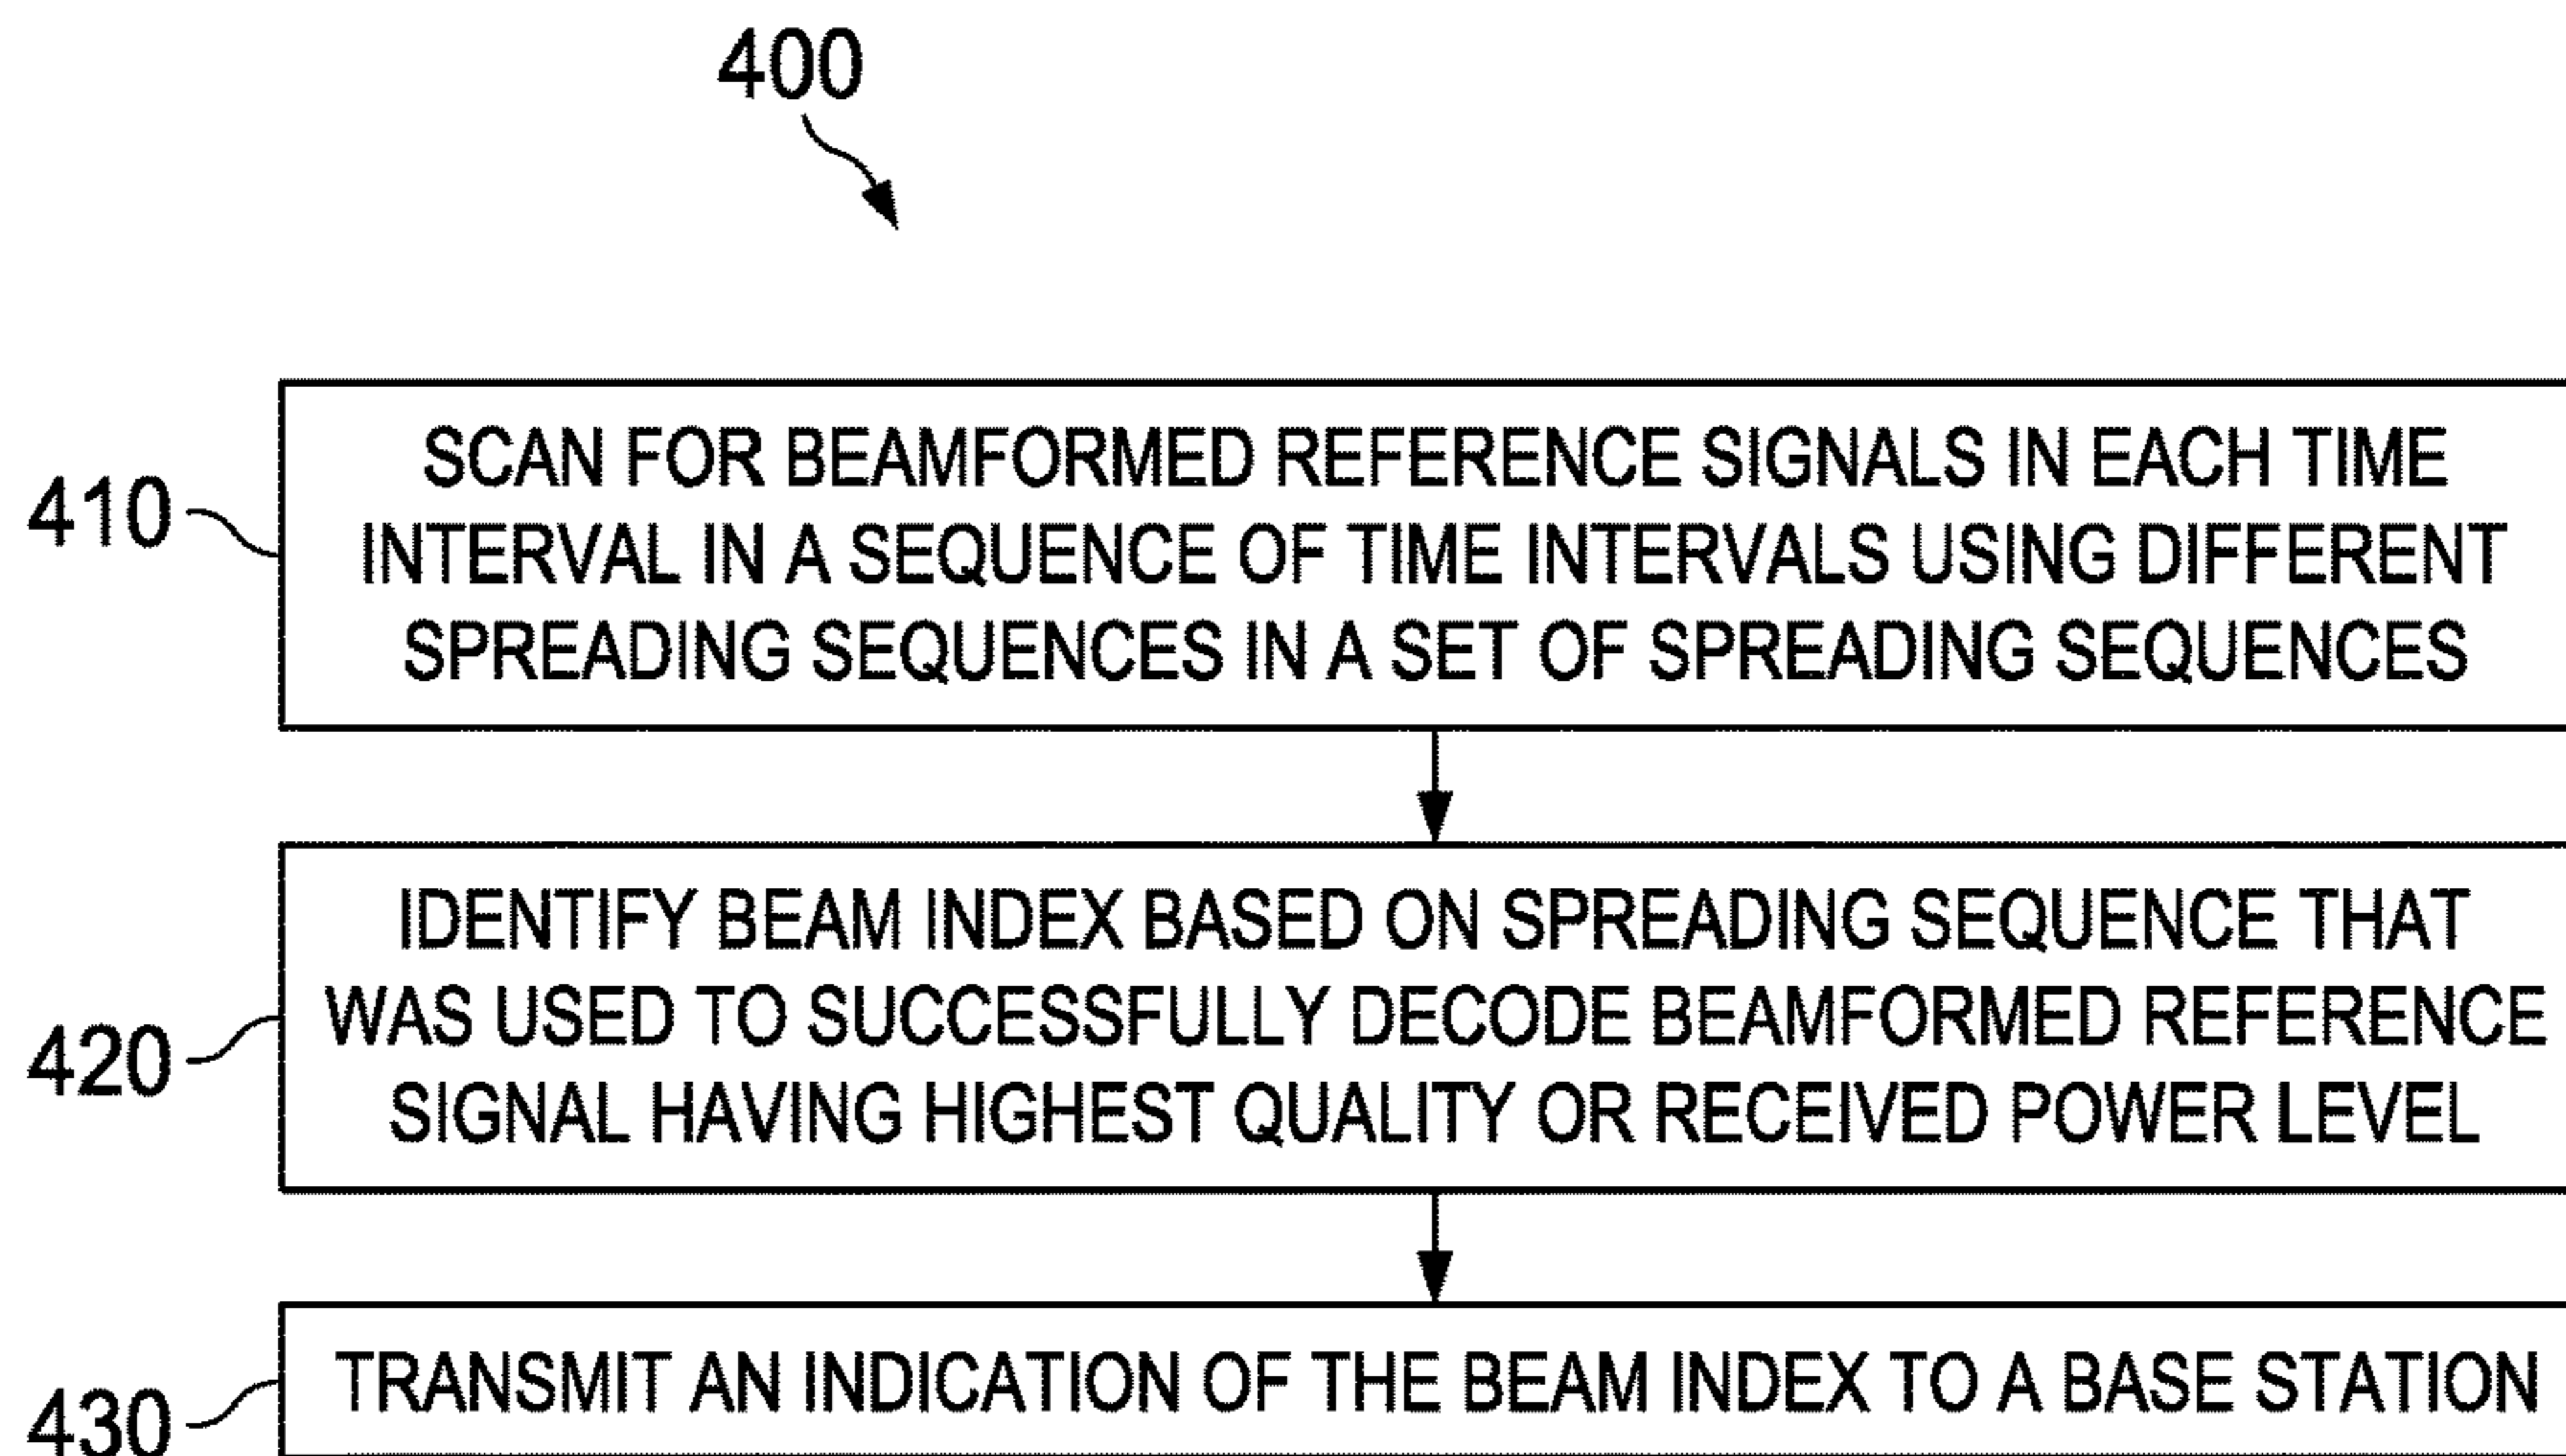 400
410
SCAN FOR BEAMFORMED REFERENCE SIGNALS IN EACH TIME
INTERVAL IN A SEQUENCE OF TIME INTERVALS USING DIFFERENT
SPREADING SEQUENCES IN A SET OF SPREADING SEQUENCES
420
IDENTIFY BEAM INDEX BASED ON SPREADING SEQUENCE THAT
WAS USED TO SUCCESSFULLY DECODE BEAMFORMED REFERENCE
SIGNAL HAVING HIGHEST QUALITY OR RECEIVED POWER LEVEL
430
TRANSMIT AN INDICATION OF THE BEAM INDEX TO A BASE STATION